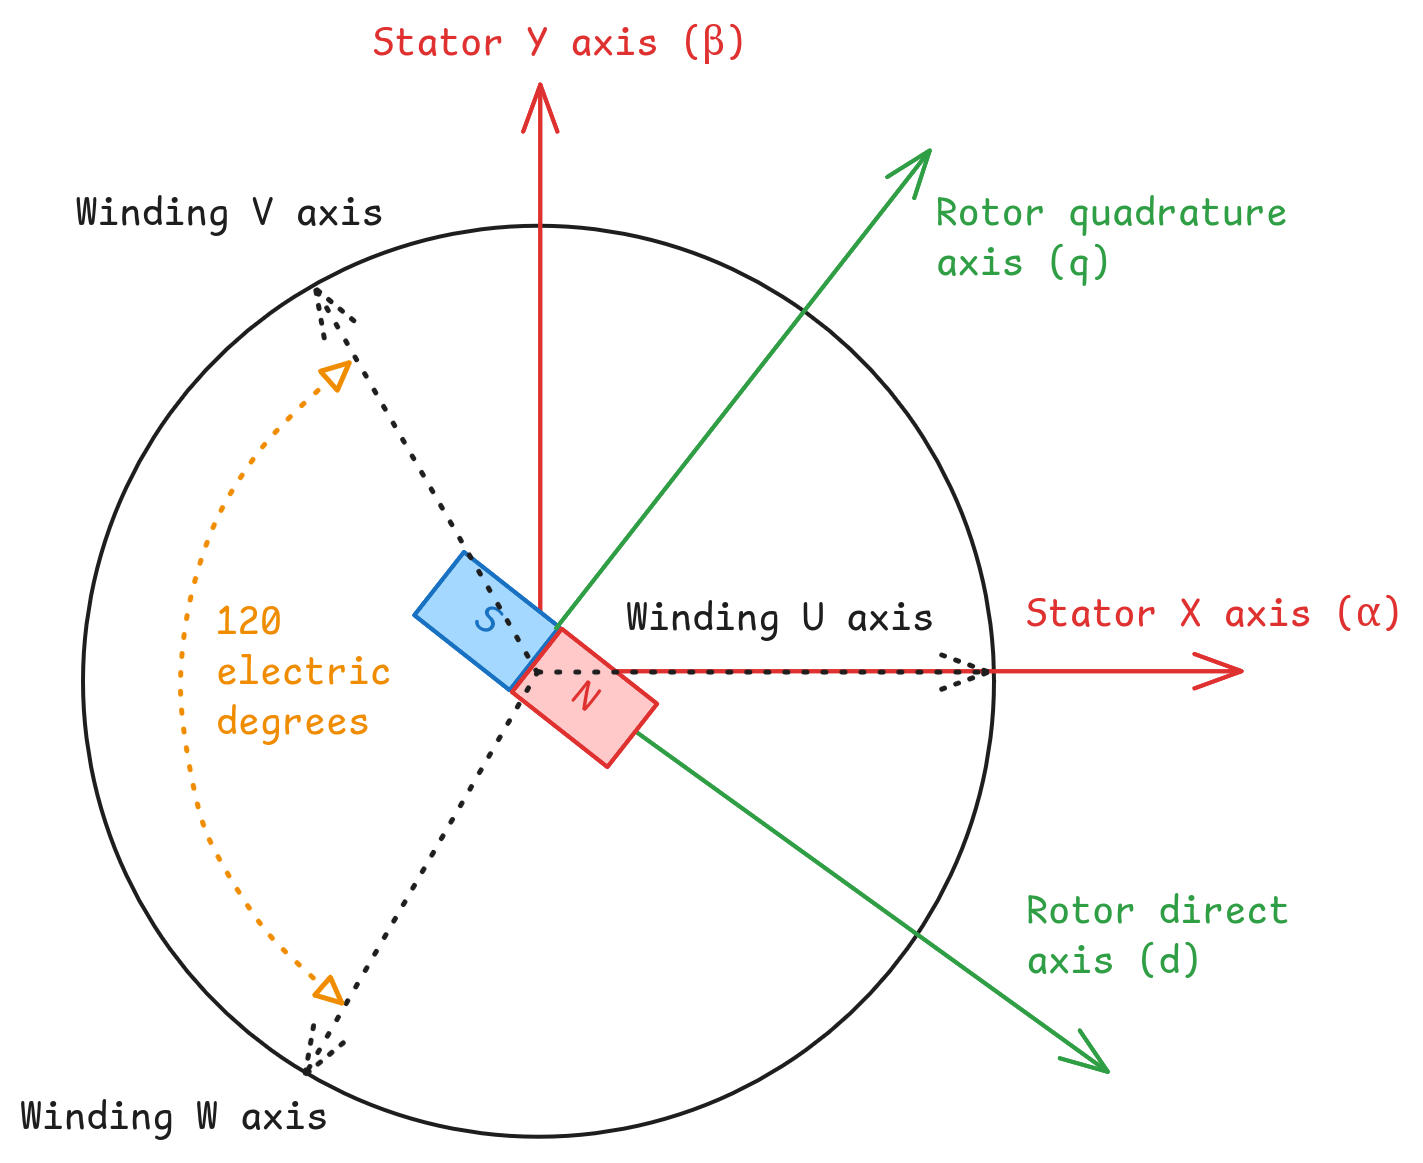 Stator Y axis (β)
Winding V axis
Rotor quadrature
axis (q)
S
120
electric
degrees
Winding U axis
Stator X axis (α)
N
Rotor direct
axis (d)
Winding W axis